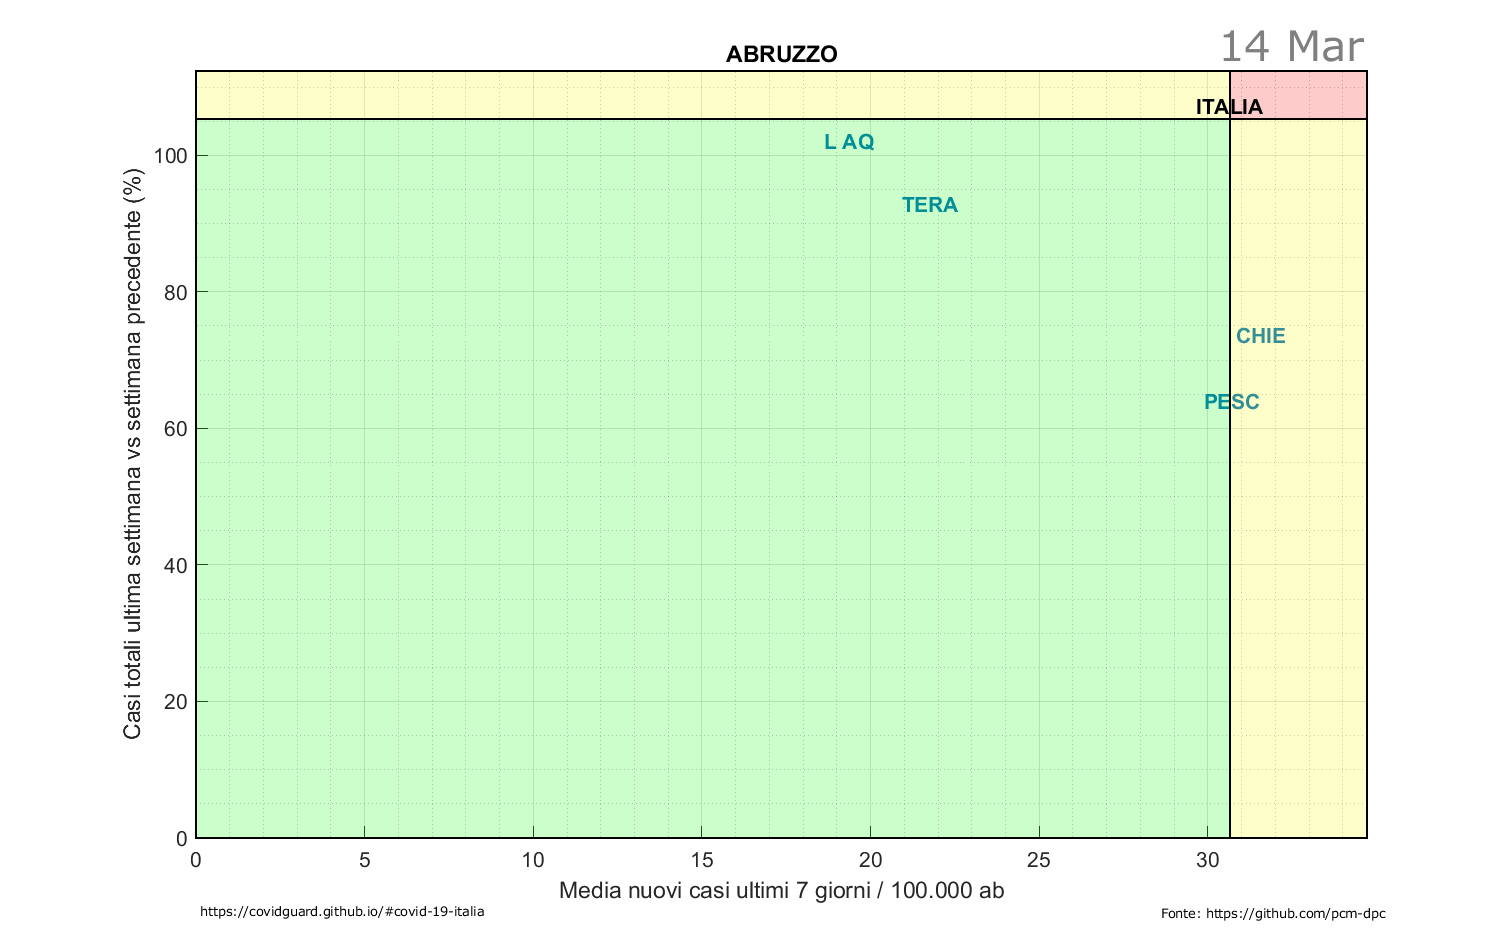 14 Mar
ABRUZZO
ITALIA
L AQ
TERA
CHIE
PESC
Casi totali ultima settimana vs settimana precedente (%)
100
80
60
40
20
0
0 5 10 15 20 25 30
Media nuovi casi ultimi 7 giorni / 100.000 ab
https://covidguard.github.io/#covid-19-italia
Fonte: https://github.com/pcm-dpc